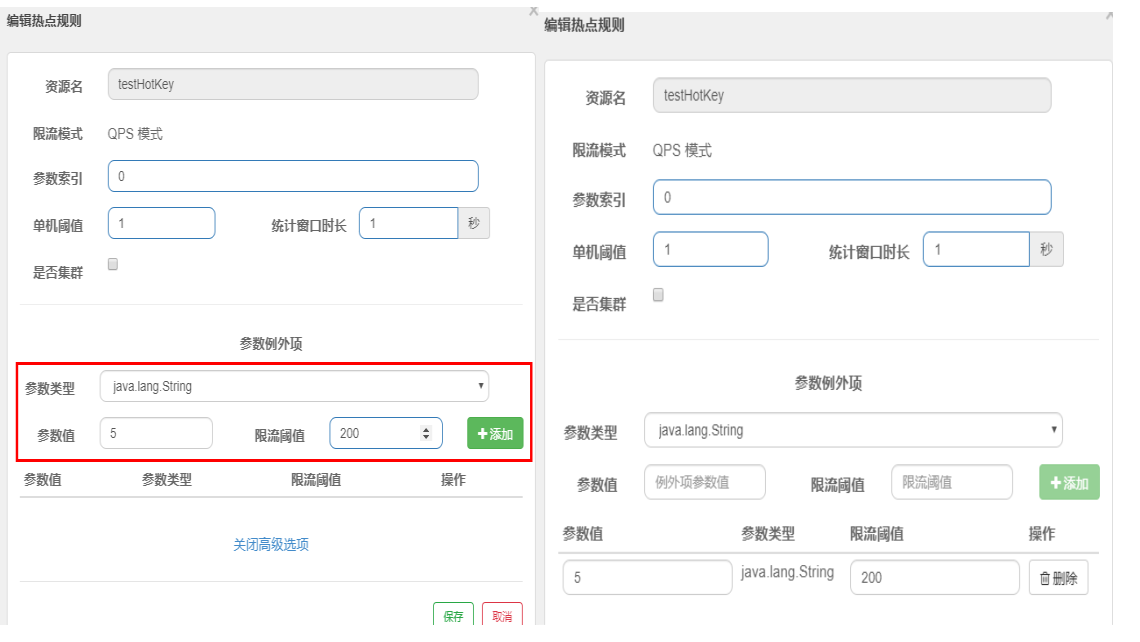 编辑热点规则
x
资源名 testHotKey
限流模式 QPS 模式
参数索引 0
单机阈值 1 统计窗口时长 1 秒
是否集群
参数例外项
参数类型 java.lang.String
参数值 5 限流阈值 200 +添加
参数值 参数类型 限流阈值 操作
关闭高级选项
保存 取消
编辑热点规则
资源名 testHotKey
限流模式 QPS 模式
参数索引 0
单机阈值 1 统计窗口时长 1 秒
是否集群
参数例外项
参数类型 java.lang.String
参数值 例外项参数值 限流阈值 限流阈值 +添加
参数值 参数类型 限流阈值 操作
5 java.lang.String 200 删除